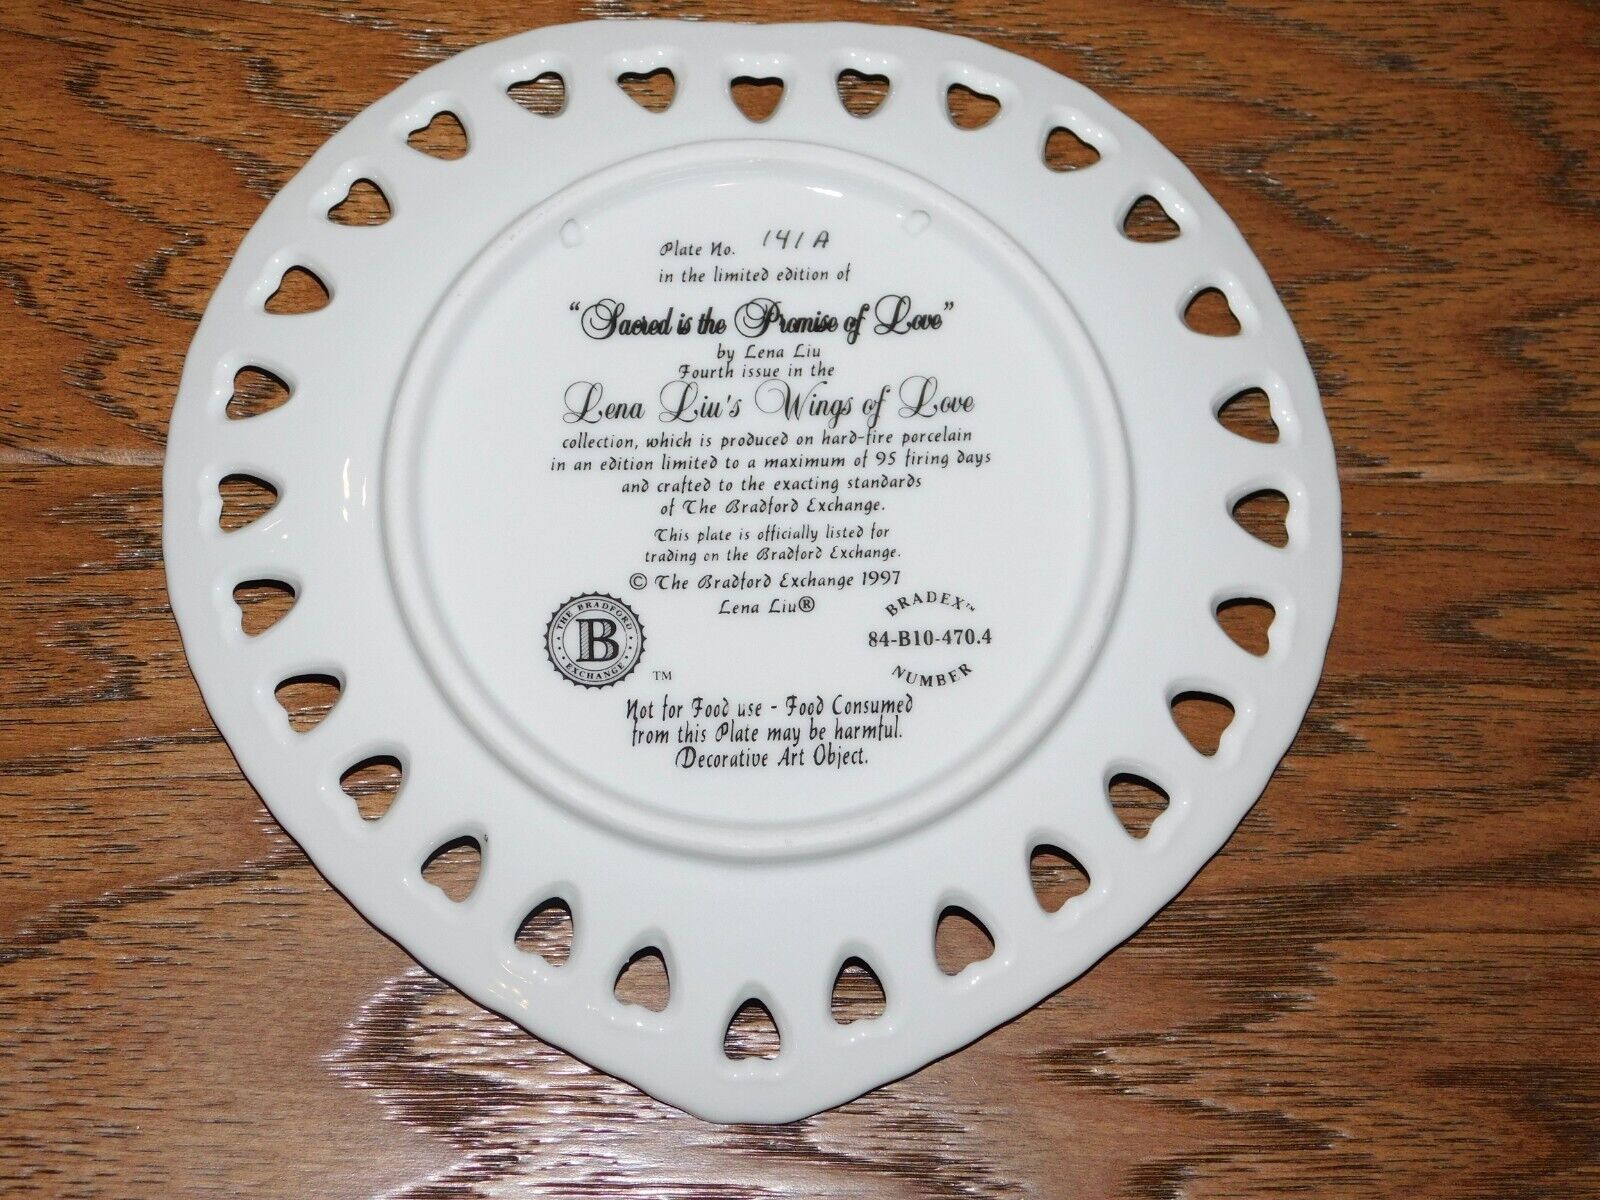 Plate No. 141A
in the limited edition of
"Sacred is the Promise of Love"
by Lena Liu
Fourth issue in the
Lena Liu's Wings of Love
collection, which is produced on hard-fire porcelain
in an edition limited to a maximum of 95 firing days
and crafted to the exacting standards
of The Bradford Exchange.
This plate is officially listed for
trading on the Bradford Exchange.
© The Bradford Exchange 1997
Lena Liu®
THE BRADFORD
B
EXCHANGE
TM
BRADEX™
84-B10-470.4
NUMBER
Not for Food use - Food Consumed
from this Plate may be harmful.
Decorative Art Object.